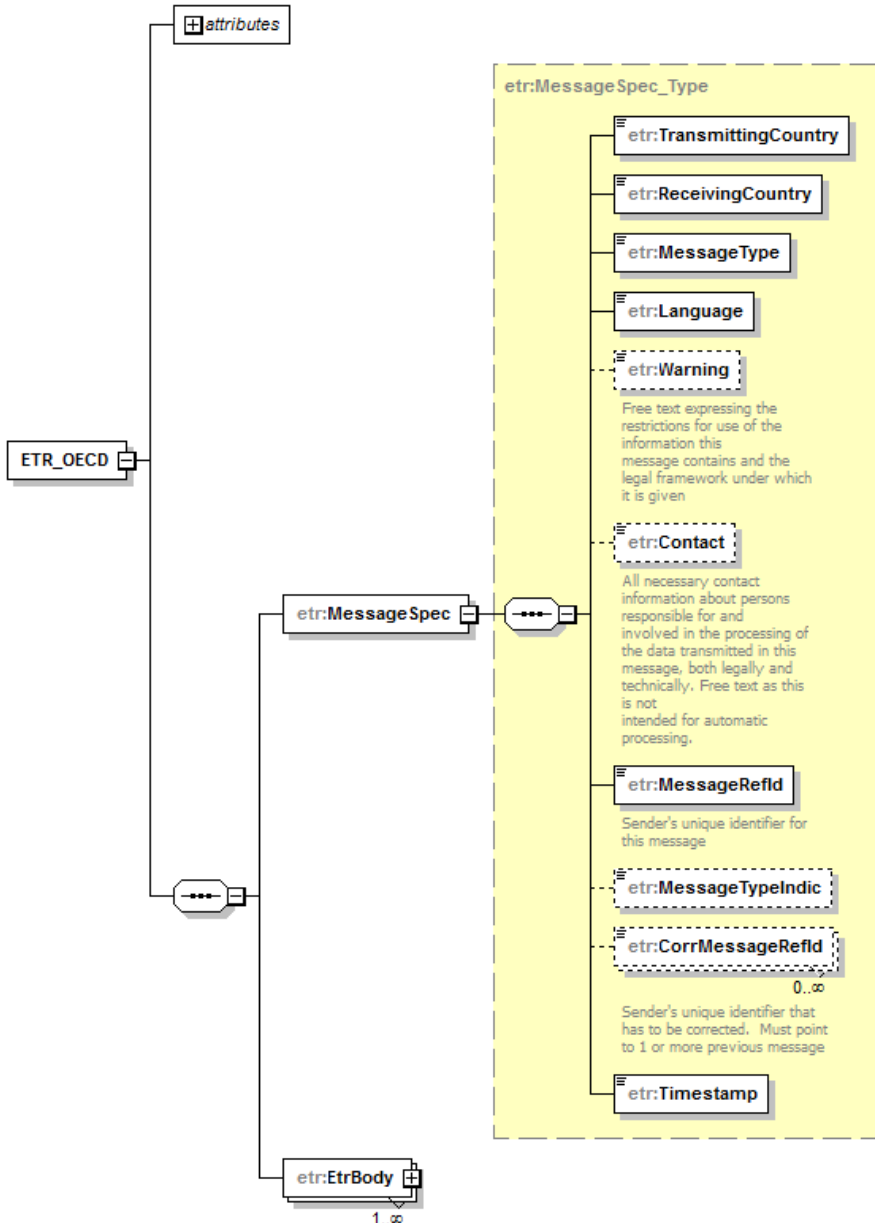 attributes
etr:MessageSpec_Type
etr:TransmittingCountry
etr:ReceivingCountry
etr:MessageType
etr:Language
etr:Warning
Free text expressing the
restrictions for use of the
information this
message contains and the
legal framework under which
it is given
ETR_OECD
etr:Contact
All necessary contact
information about persons
responsible for and
involved in the processing of
the data transmitted in this
message, both legally and
technically. Free text as this
is not
intended for automatic
processing.
etr:MessageSpec
etr:MessageRefId
Sender's unique identifier for
this message
etr:MessageTypeIndic
etr:CorrMessageRefId
0..∞
Sender's unique identifier that
has to be corrected.  Must point
to 1 or more previous message
etr:Timestamp
etr:EtrBody
1..∞